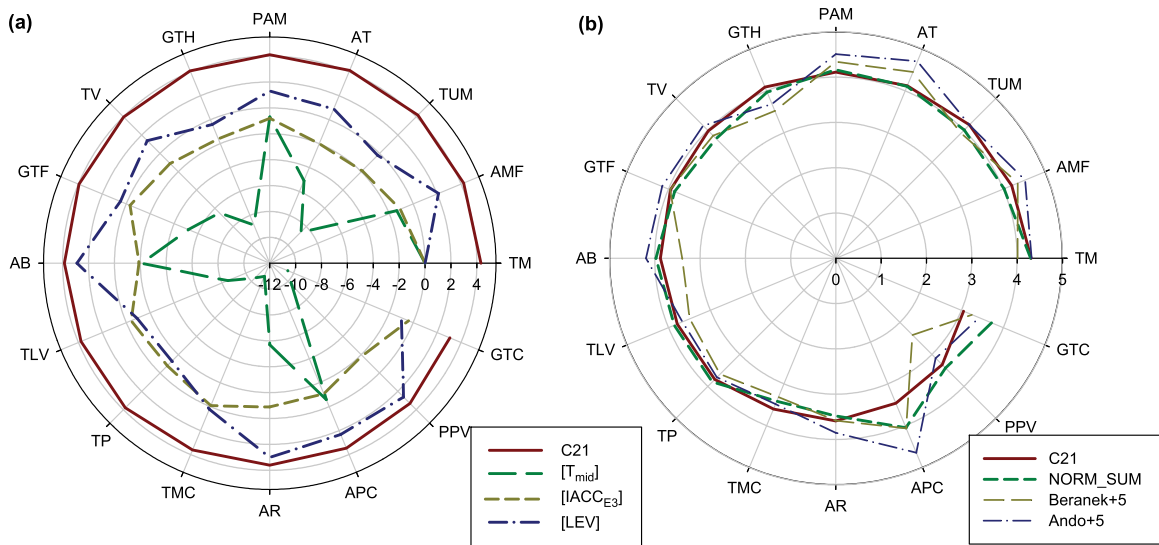 (a)
PAM
GTH
AT
TV
TUM
GTF
AMF
AB
TM
-12 -10 -8 -6 -4 -2 0 2 4
TLV
GTC
TP
PPV
TMC
APC
AR
C21
[Tmid]
[IACCE3]
[LEV]
(b)
PAM
GTH
AT
TV
TUM
GTF
AMF
AB
TM
0 1 2 3 4 5
TLV
GTC
TP
PPV
TMC
APC
AR
C21
NORM_SUM
Beranek+5
Ando+5